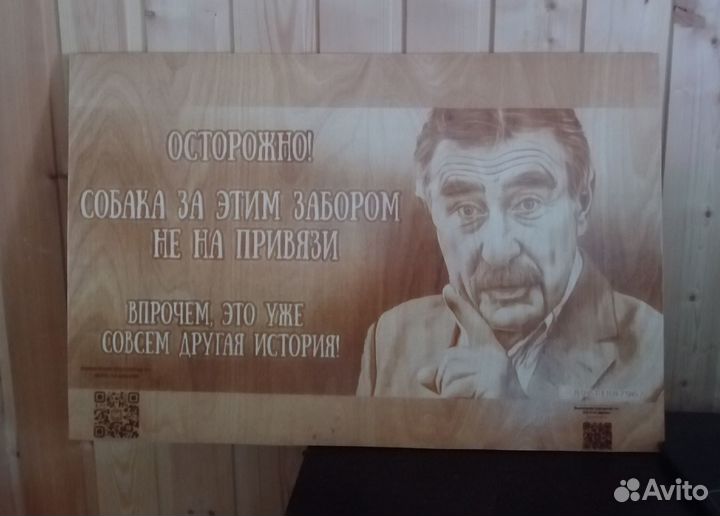 ОСТОРОЖНО!
СОБАКА ЗА ЭТИМ ЗАБОРОМ
НЕ НА ПРИВЯЗИ
ВПРОЧЕМ, ЭТО УЖЕ
СОВСЕМ ДРУГАЯ ИСТОРИЯ!
Avito